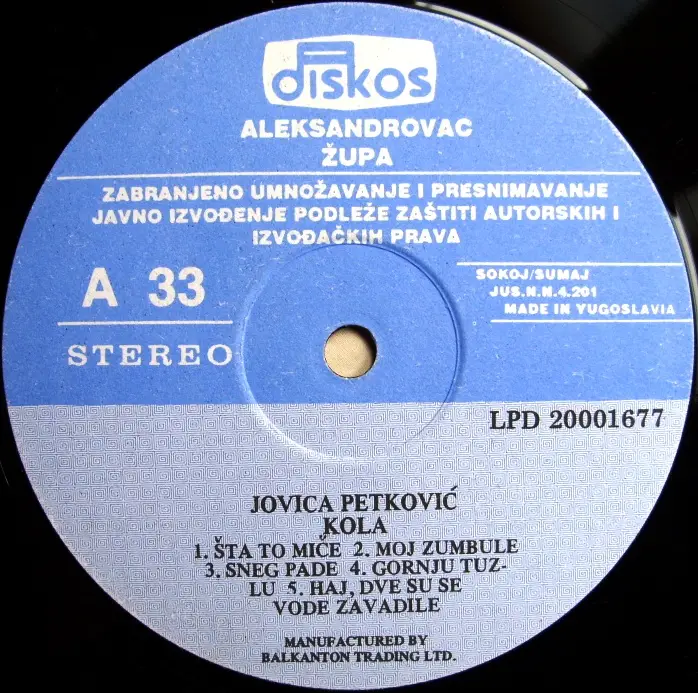 diskos
ALEKSANDROVAC
ŽUPA
ZABRANJENO UMNOŽAVANJE I PRESNIMAVANJE
JAVNO IZVOĐENJE PODLEŽE ZAŠTITI AUTORSKIH I
IZVOĐAČKIH PRAVA
A 33
STEREO
SOKOJ/SUMAJ
JUS.N.N.4.201
MADE IN YUGOSLAVIA
LPD 20001677
JOVICA PETKOVIĆ
KOLA
1. ŠTA TO MIČE 2. MOJ ZUMBULE
3. SNEG PADE 4. GORNJU TUZ-
LU 5. HAJ, DVE SU SE
VODE ZAVADILE
MANUFACTURED BY
BALKANTON TRADING LTD.